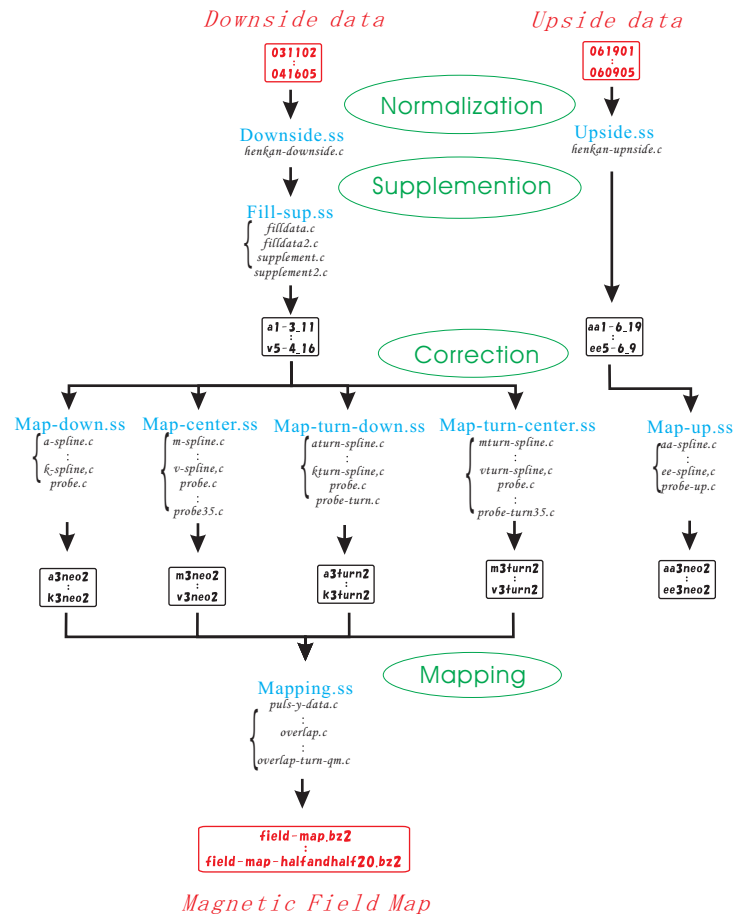 Downside data
Upside data
031102
:
041605
061901
:
060905
Normalization
Downside.ss
henkan-downside.c
Upside.ss
henkan-upnside.c
Supplemention
Fill-sup.ss
filldata.c
filldata2.c
supplement.c
supplement2.c
a1-3_11
:
v5-4_16
aa1-6_19
:
ee5-6_9
Correction
Map-down.ss
a-spline.c
:
k-spline,c
probe.c
Map-center.ss
m-spline.c
:
v-spline,c
probe.c
:
probe35.c
Map-turn-down.ss
aturn-spline.c
:
kturn-spline,c
probe.c
probe-turn.c
Map-turn-center.ss
mturn-spline.c
:
vturn-spline,c
probe.c
:
probe-turn35.c
Map-up.ss
aa-spline.c
:
ee-spline,c
probe-up.c
a3neo2
:
k3neo2
m3neo2
:
v3neo2
a3turn2
:
k3turn2
m3turn2
:
v3turn2
aa3neo2
:
ee3neo2
Mapping
Mapping.ss
puls-y-data.c
:
overlap.c
:
overlap-turn-qm.c
field-map.bz2
:
field-map-halfandhalf20.bz2
Magnetic Field Map